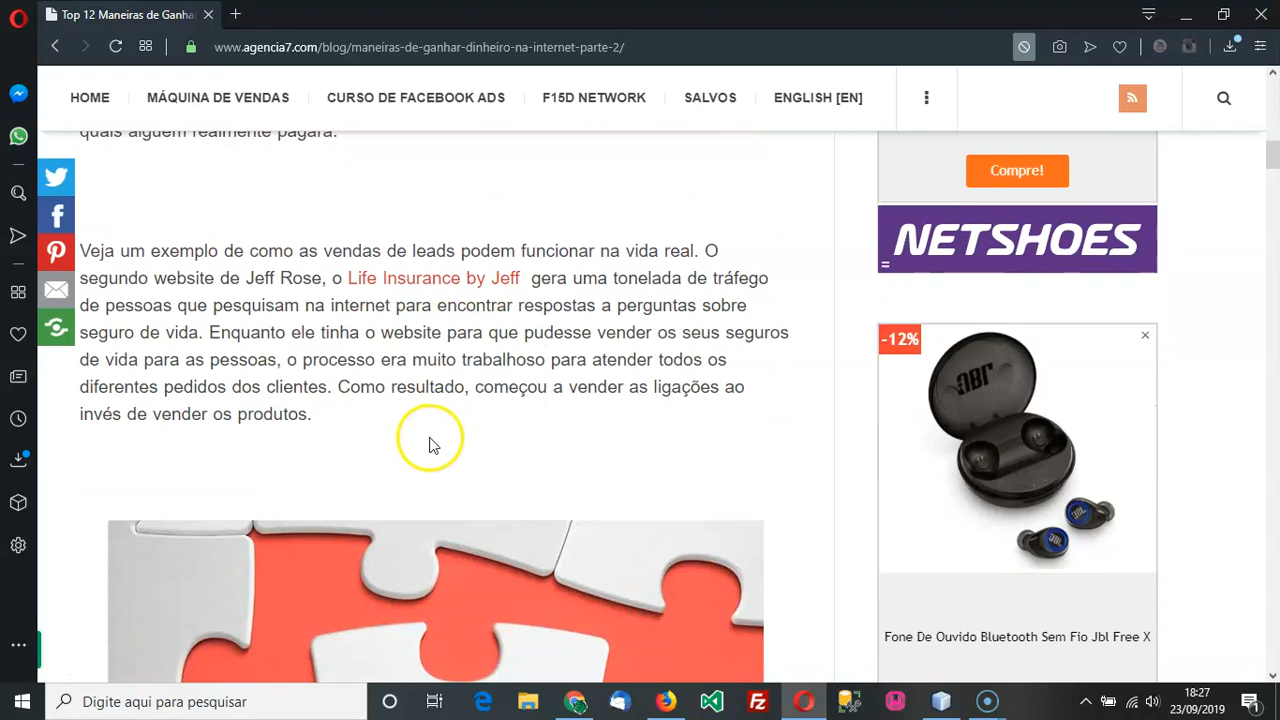 Top 12 Maneiras de Ganha
www.agencia7.com/blog/maneiras-de-ganhar-dinheiro-na-internet-parte-2/
HOME
MÁQUINA DE VENDAS
CURSO DE FACEBOOK ADS
F15D NETWORK
SALVOS
ENGLISH [EN]
quais alguém realmente pagará.
Compre!
NETSHOES
Veja um exemplo de como as vendas de leads podem funcionar na vida real. O
segundo website de Jeff Rose, o Life Insurance by Jeff gera uma tonelada de tráfego
de pessoas que pesquisam na internet para encontrar respostas a perguntas sobre
seguro de vida. Enquanto ele tinha o website para que pudesse vender os seus seguros
de vida para as pessoas, o processo era muito trabalhoso para atender todos os
diferentes pedidos dos clientes. Como resultado, começou a vender as ligações ao
invés de vender os produtos.
-12%
JBL
Fone De Ouvido Bluetooth Sem Fio Jbl Free X
Digite aqui para pesquisar
18:27
23/09/2019